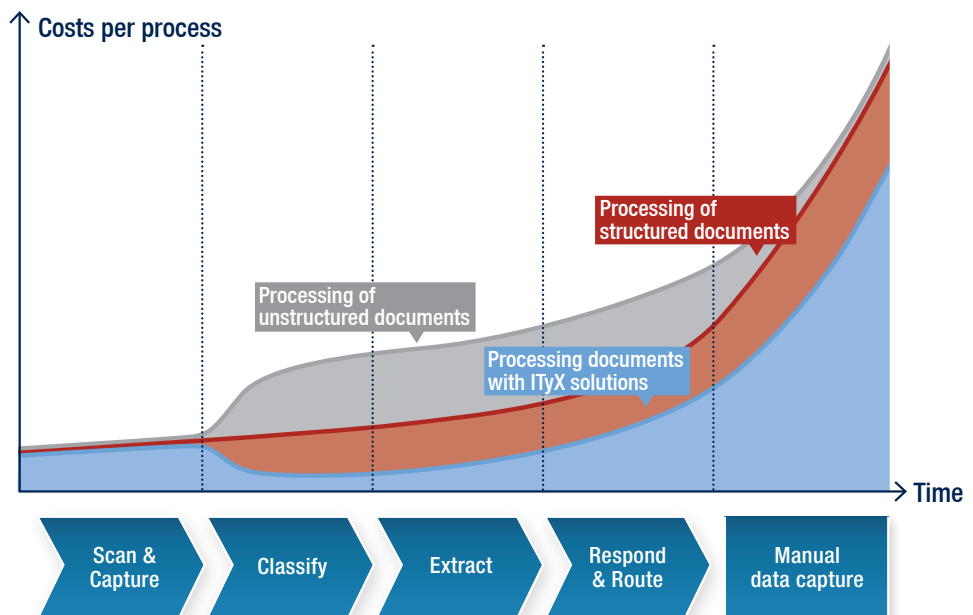 Costs per process
Processing of
structured documents
Processing of
unstructured documents
Processing documents
with ITyX solutions
Time
Scan &
Capture
Classify
Extract
Respond
& Route
Manual
data capture